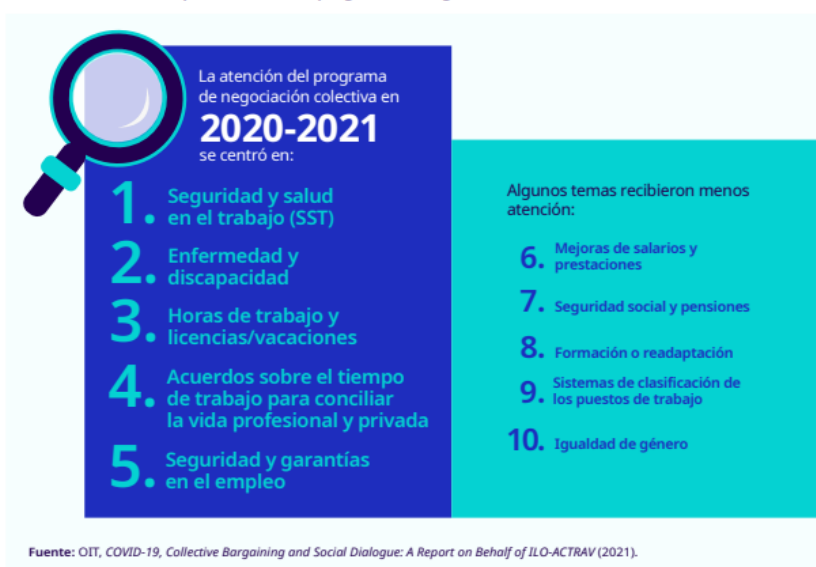 La atención del programa
de negociación colectiva en
2020-2021
se centró en:
1. Seguridad y salud
en el trabajo (SST)
2. Enfermedad y
discapacidad
3. Horas de trabajo y
licencias/vacaciones
4. Acuerdos sobre el tiempo
de trabajo para conciliar
la vida profesional y privada
5. Seguridad y garantías
en el empleo
Algunos temas recibieron menos
atención:
6. Mejoras de salarios y
prestaciones
7. Seguridad social y pensiones
8. Formación o readaptación
9. Sistemas de clasificación de
los puestos de trabajo
10. Igualdad de género
Fuente: OIT, COVID-19, Collective Bargaining and Social Dialogue: A Report on Behalf of ILO-ACTRAV (2021).